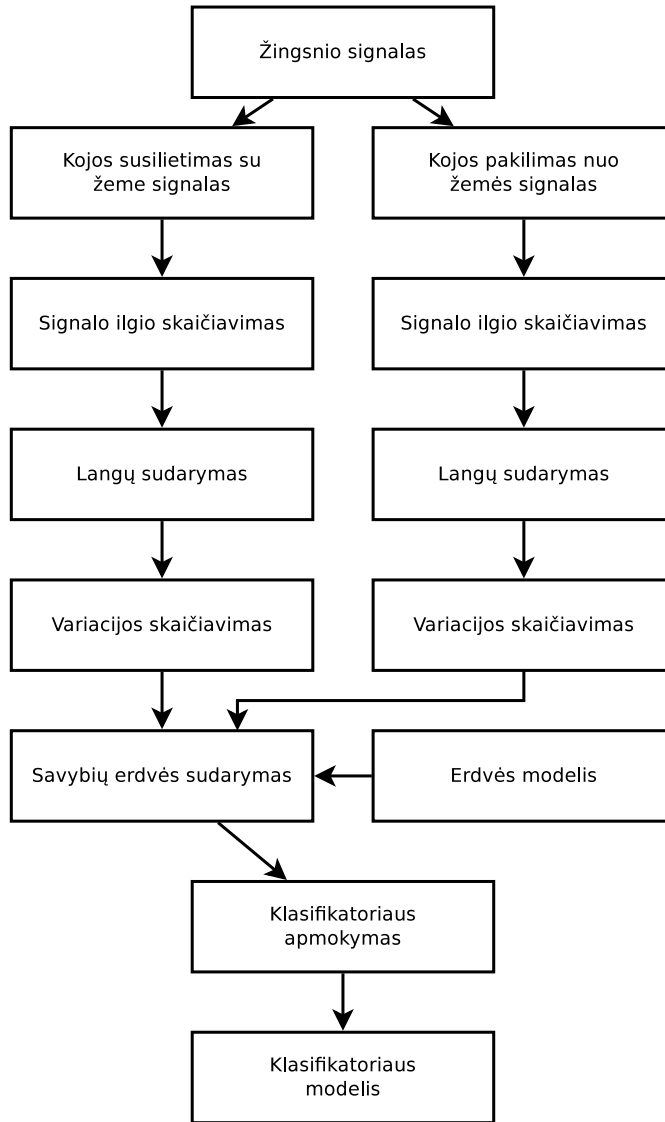 Žingsnio signalas
Kojos susilietimas su
žeme signalas
Kojos pakilimas nuo
žemės signalas
Signalo ilgio skaičiavimas
Signalo ilgio skaičiavimas
Langų sudarymas
Langų sudarymas
Variacijos skaičiavimas
Variacijos skaičiavimas
Savybių erdvės sudarymas
Erdvės modelis
Klasifikatoriaus
apmokymas
Klasifikatoriaus
modelis